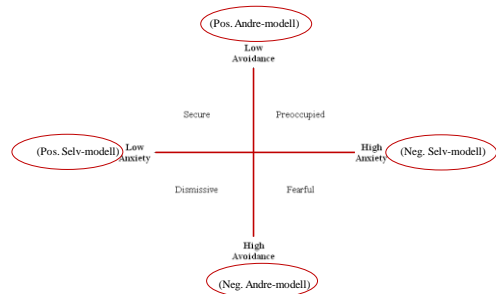 (Pos. Andre-modell)
Low
Avoidance
Secure
Preoccupied
(Pos. Selv-modell)
Low
Anxiety
High
Anxiety
(Neg. Selv-modell)
Dismissive
Fearful
High
Avoidance
(Neg. Andre-modell)